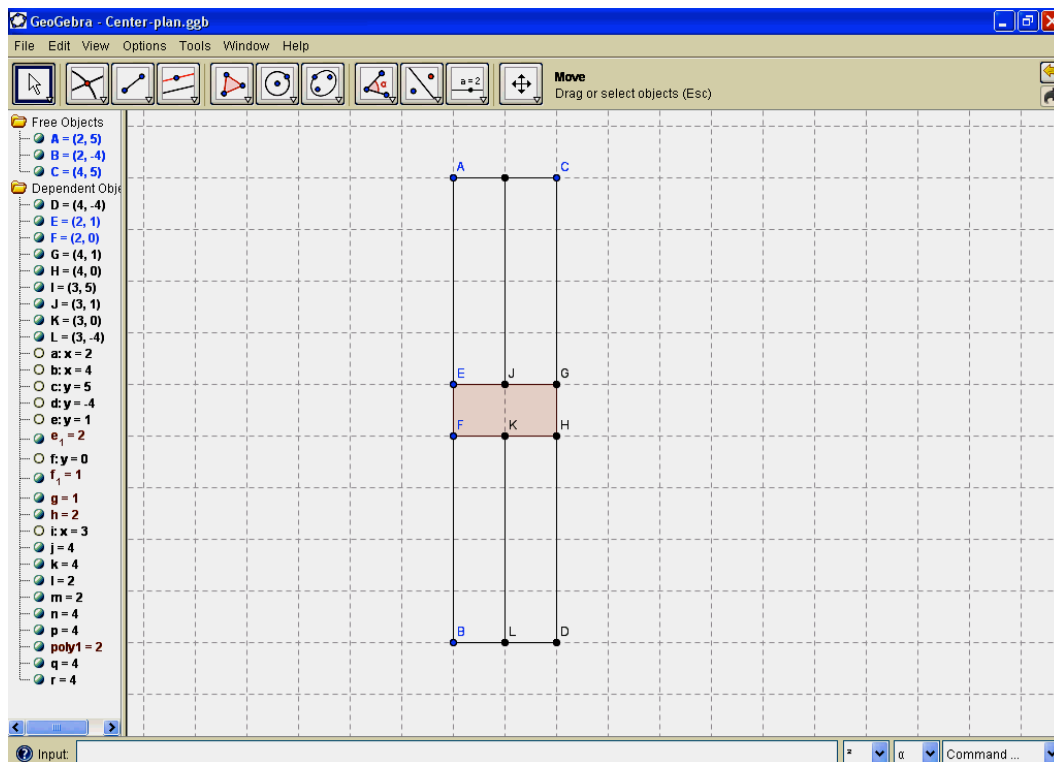 GeoGebra - Center-plan.ggb
File Edit View Options Tools Window Help
a = 2
α
Move
Drag or select objects (Esc)
Free Objects
A = (2, 5)
B = (2, -4)
C = (4, 5)
Dependent Obje
D = (4, -4)
E = (2, 1)
F = (2, 0)
G = (4, 1)
H = (4, 0)
I = (3, 5)
J = (3, 1)
K = (3, 0)
L = (3, -4)
a: x = 2
b: x = 4
c: y = 5
d: y = -4
e: y = 1
e₁ = 2
f: y = 0
f₁ = 1
g = 1
h = 2
i: x = 3
j = 4
k = 4
l = 2
m = 2
n = 4
p = 4
poly1 = 2
q = 4
r = 4
A C
E J G
F K H
B L D
Input: ² α Command ...